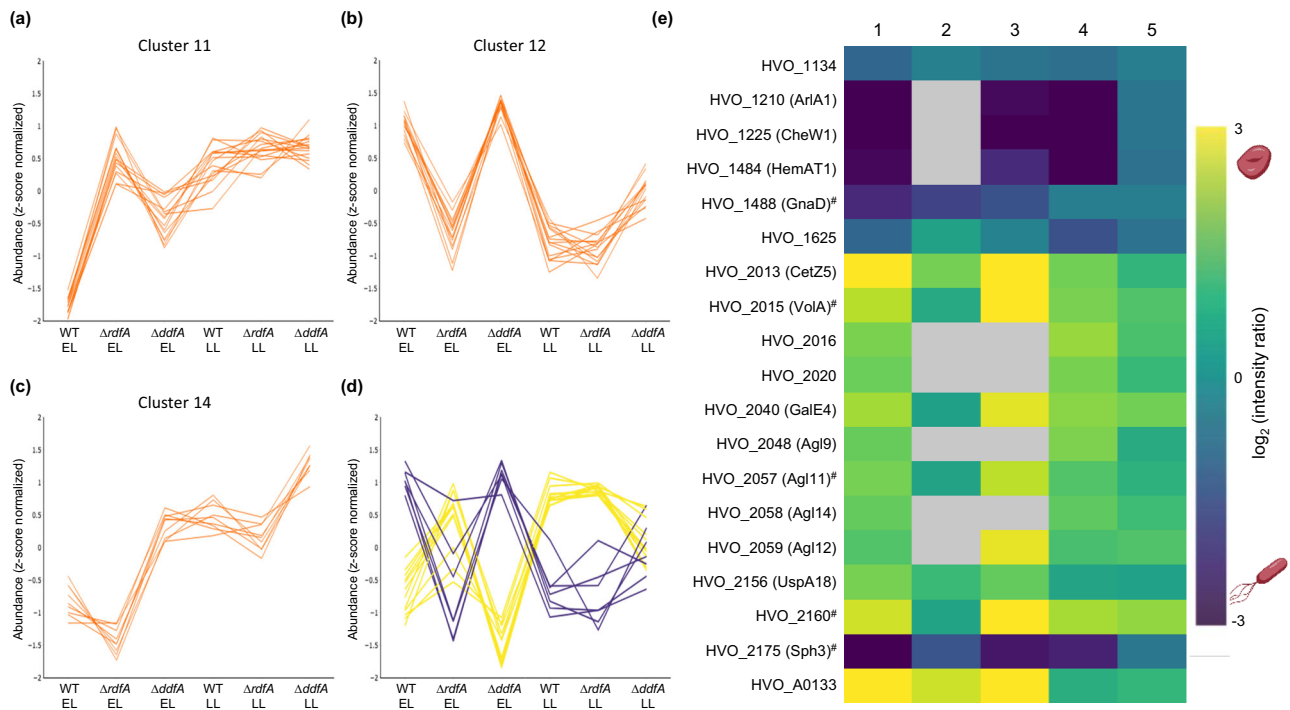 (a)
Cluster 11
Abundance (z-score normalized)
2
1.5
1
0.5
0
−0.5
−1
−1.5
−2
WT EL
ΔrdfA EL
ΔddfA EL
WT LL
ΔrdfA LL
ΔddfA LL
(b)
Cluster 12
Abundance (z-score normalized)
2
1.5
1
0.5
0
−0.5
−1
−1.5
−2
WT EL
ΔrdfA EL
ΔddfA EL
WT LL
ΔrdfA LL
ΔddfA LL
(c)
Cluster 14
Abundance (z-score normalized)
2
1.5
1
0.5
0
−0.5
−1
−1.5
−2
WT EL
ΔrdfA EL
ΔddfA EL
WT LL
ΔrdfA LL
ΔddfA LL
(d)
Abundance (z-score normalized)
2
1.5
1
0.5
0
−0.5
−1
−1.5
−2
WT EL
ΔrdfA EL
ΔddfA EL
WT LL
ΔrdfA LL
ΔddfA LL
(e)
1 2 3 4 5
HVO_1134
HVO_1210 (ArlA1)
HVO_1225 (CheW1)
HVO_1484 (HemAT1)
HVO_1488 (GnaD)#
HVO_1625
HVO_2013 (CetZ5)
HVO_2015 (VolA)#
HVO_2016
HVO_2020
HVO_2040 (GalE4)
HVO_2048 (Agl9)
HVO_2057 (Agl11)#
HVO_2058 (Agl14)
HVO_2059 (Agl12)
HVO_2156 (UspA18)
HVO_2160#
HVO_2175 (Sph3)#
HVO_A0133
3
0
-3
log2 (intensity ratio)